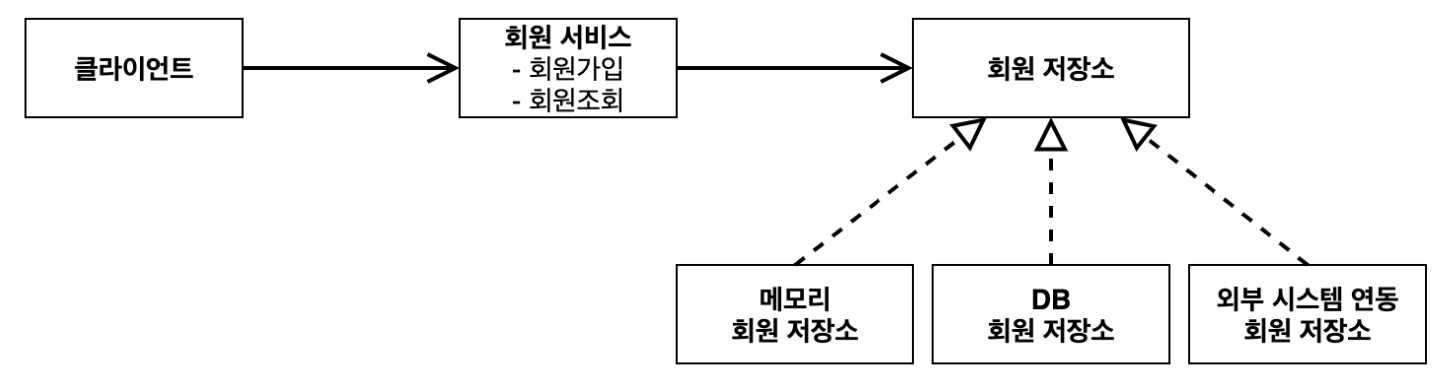 클라이언트
회원 서비스
- 회원가입
- 회원조회
회원 저장소
메모리
회원 저장소
DB
회원 저장소
외부 시스템 연동
회원 저장소